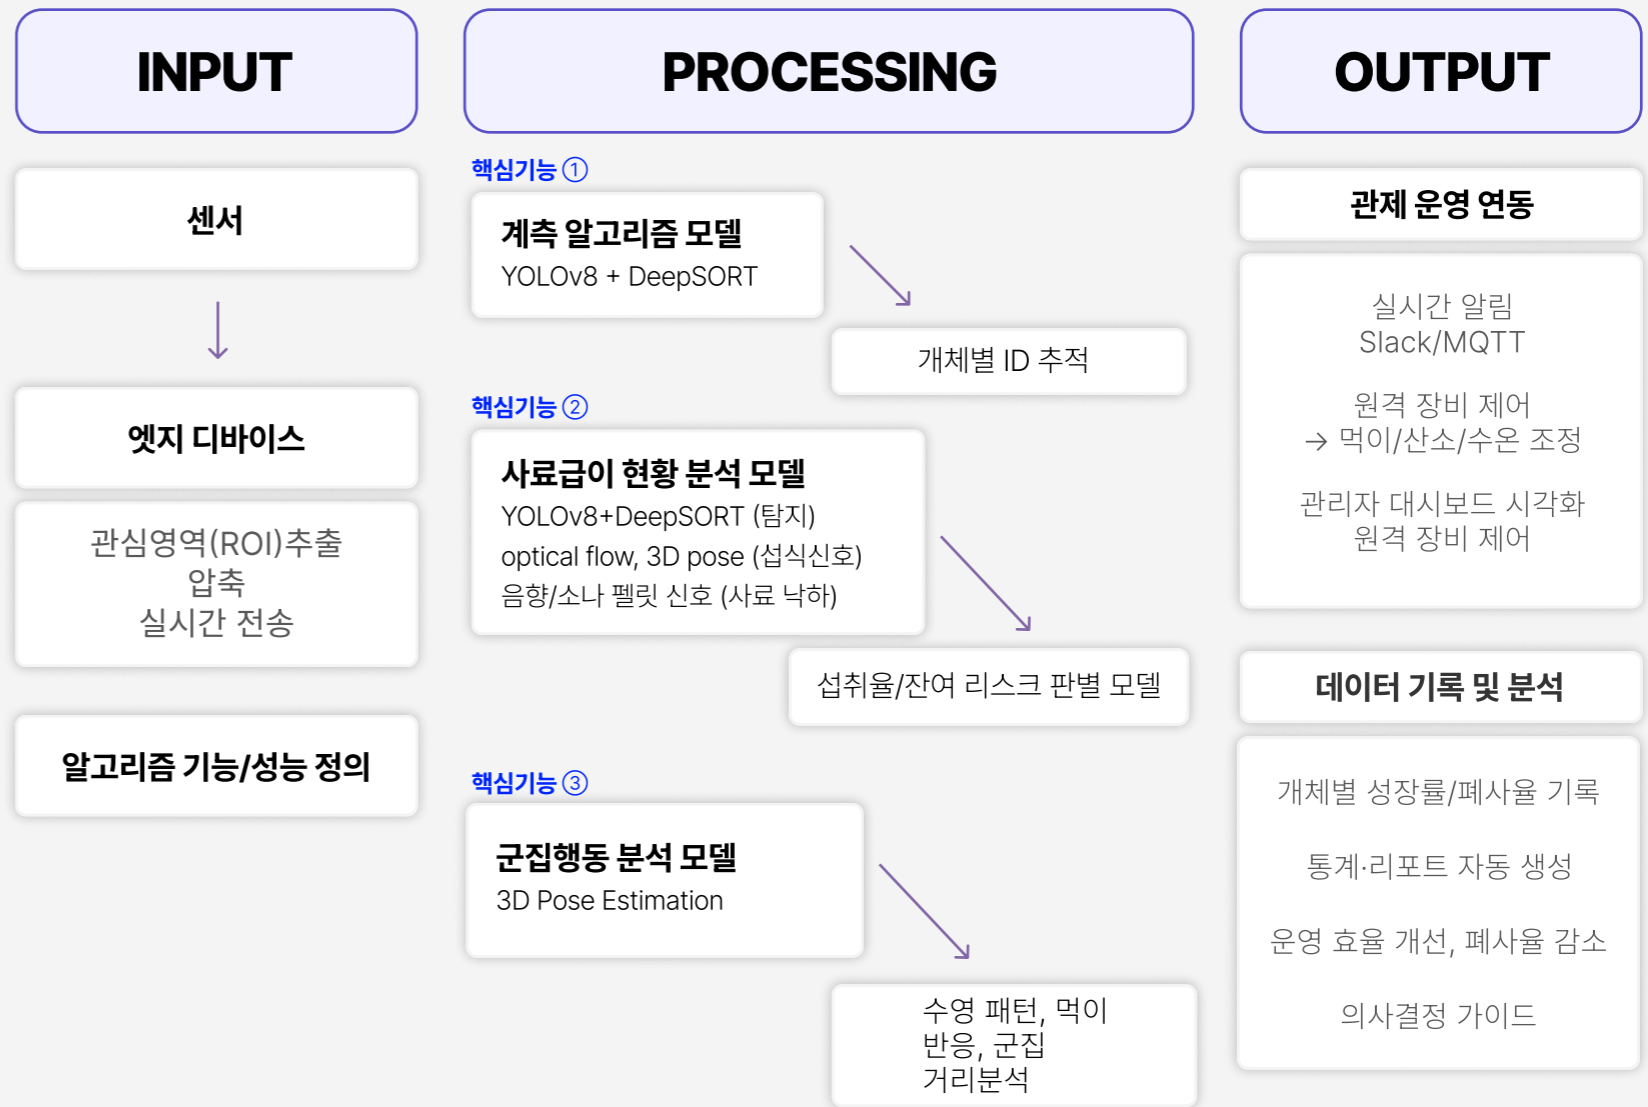 INPUT
센서
엣지 디바이스
관심영역(ROI)추출
압축
실시간 전송
알고리즘 기능/성능 정의
PROCESSING
핵심기능 ①
계측 알고리즘 모델
YOLOv8 + DeepSORT
개체별 ID 추적
핵심기능 ②
사료급이 현황 분석 모델
YOLOv8+DeepSORT (탐지)
optical flow, 3D pose (섭식신호)
음향/소나 펠릿 신호 (사료 낙하)
섭취율/잔여 리스크 판별 모델
핵심기능 ③
군집행동 분석 모델
3D Pose Estimation
수영 패턴, 먹이
반응, 군집
거리분석
OUTPUT
관제 운영 연동
실시간 알림
Slack/MQTT
원격 장비 제어
→ 먹이/산소/수온 조정
관리자 대시보드 시각화
원격 장비 제어
데이터 기록 및 분석
개체별 성장률/폐사율 기록
통계·리포트 자동 생성
운영 효율 개선, 폐사율 감소
의사결정 가이드